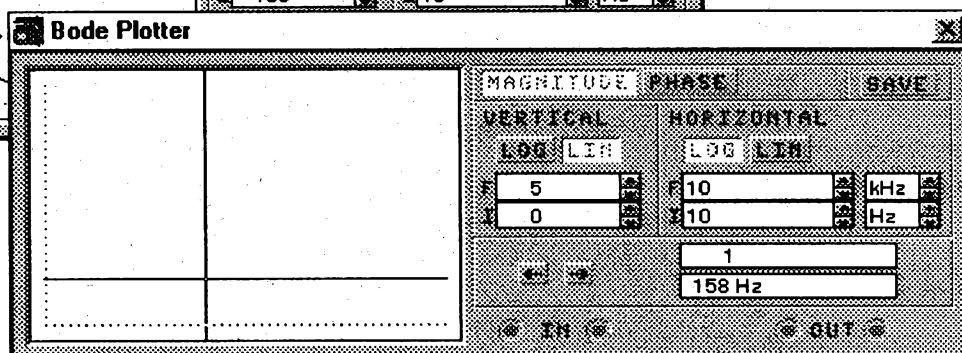 Bode Plotter
MAGNITUDE PHASE SAVE
VERTICAL HORIZONTAL
LOG LIN LOG LIN
F 5 F 10 kHz
I 0 I 10 Hz
1
158 Hz
IN OUT